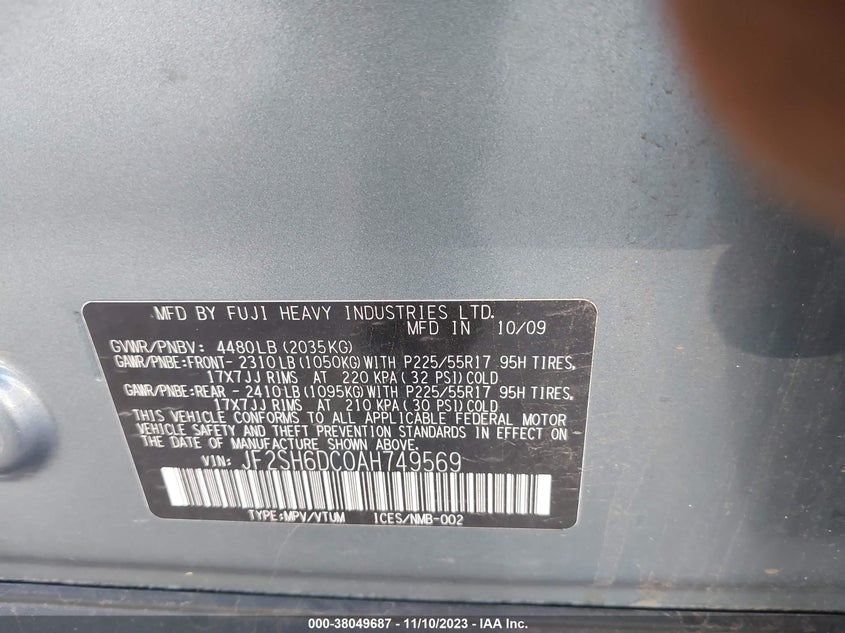 MFD BY FUJI HEAVY INDUSTRIES LTD.
MFD IN 10/09
GVWR/PNBV: 4480LB(2035KG)
GAWR/PNBE:FRONT- 2310LB(1050KG)WITH P225/55R17 95H TIRES,
17X7JJ RIMS AT 220 KPA(32 PSI)COLD
GAWR/PNBE:REAR - 2410LB(1095KG)WITH P225/55R17 95H TIRES,
17X7JJ RIMS AT 210 KPA(30 PSI)COLD
THIS VEHICLE CONFORMS TO ALL APPLICABLE FEDERAL MOTOR
VEHICLE SAFETY AND THEFT PREVENTION STANDARDS IN EFFECT ON
THE DATE OF MANUFACTURE SHOWN ABOVE.
VIN: JF2SH6DC0AH749569
TYPE:MPV/VTUM ICES/NMB-002
000-38049687 - 11/10/2023 - © IAA Inc.